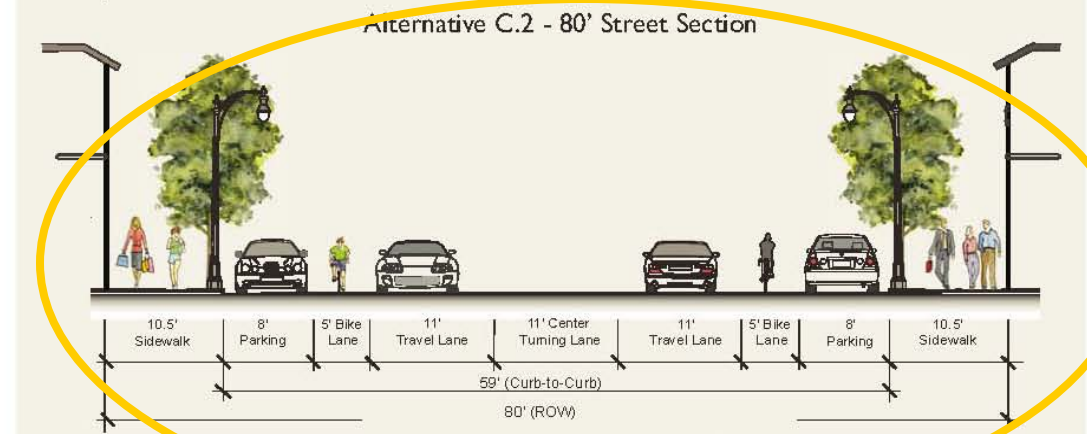 Alternative C.2 - 80' Street Section
10.5' 8' 5' Bike 11' 11' Center 11' 5' Bike 8' 10.5'
Sidewalk Parking Lane Travel Lane Turning Lane Travel Lane Lane Parking Sidewalk
59' (Curb-to-Curb)
80' (ROW)